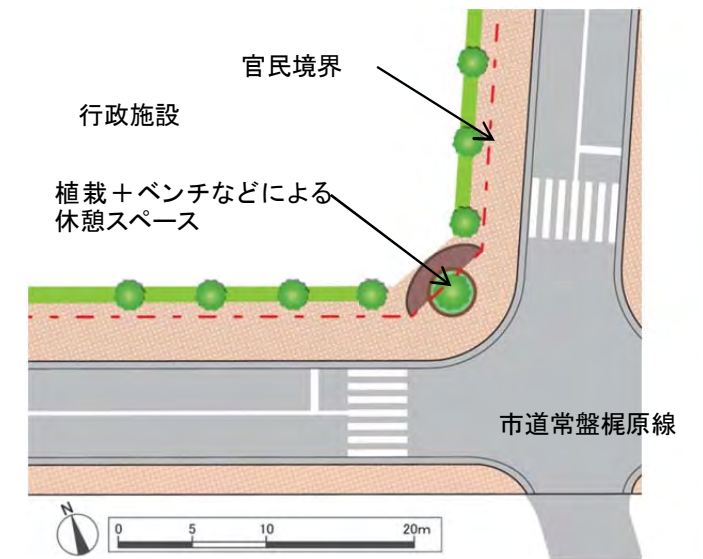 官民境界
行政施設
植栽＋ベンチなどによる
休憩スペース
市道常盤梶原線
N
0 5 10 20m